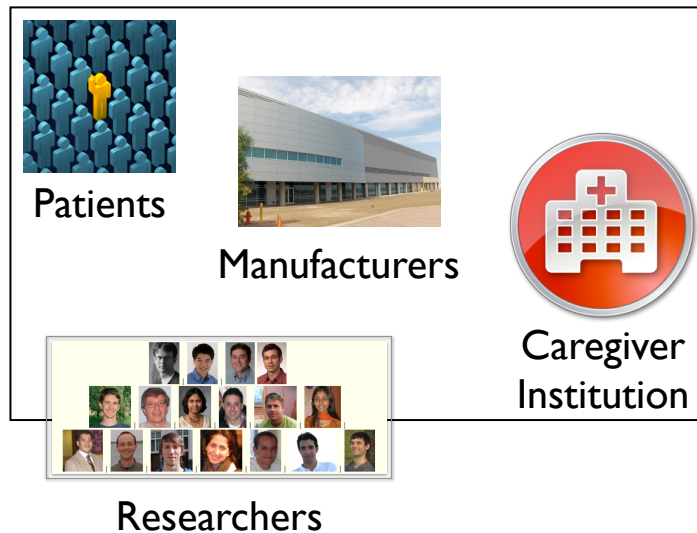 Patients
Manufacturers
Caregiver
Institution
Researchers